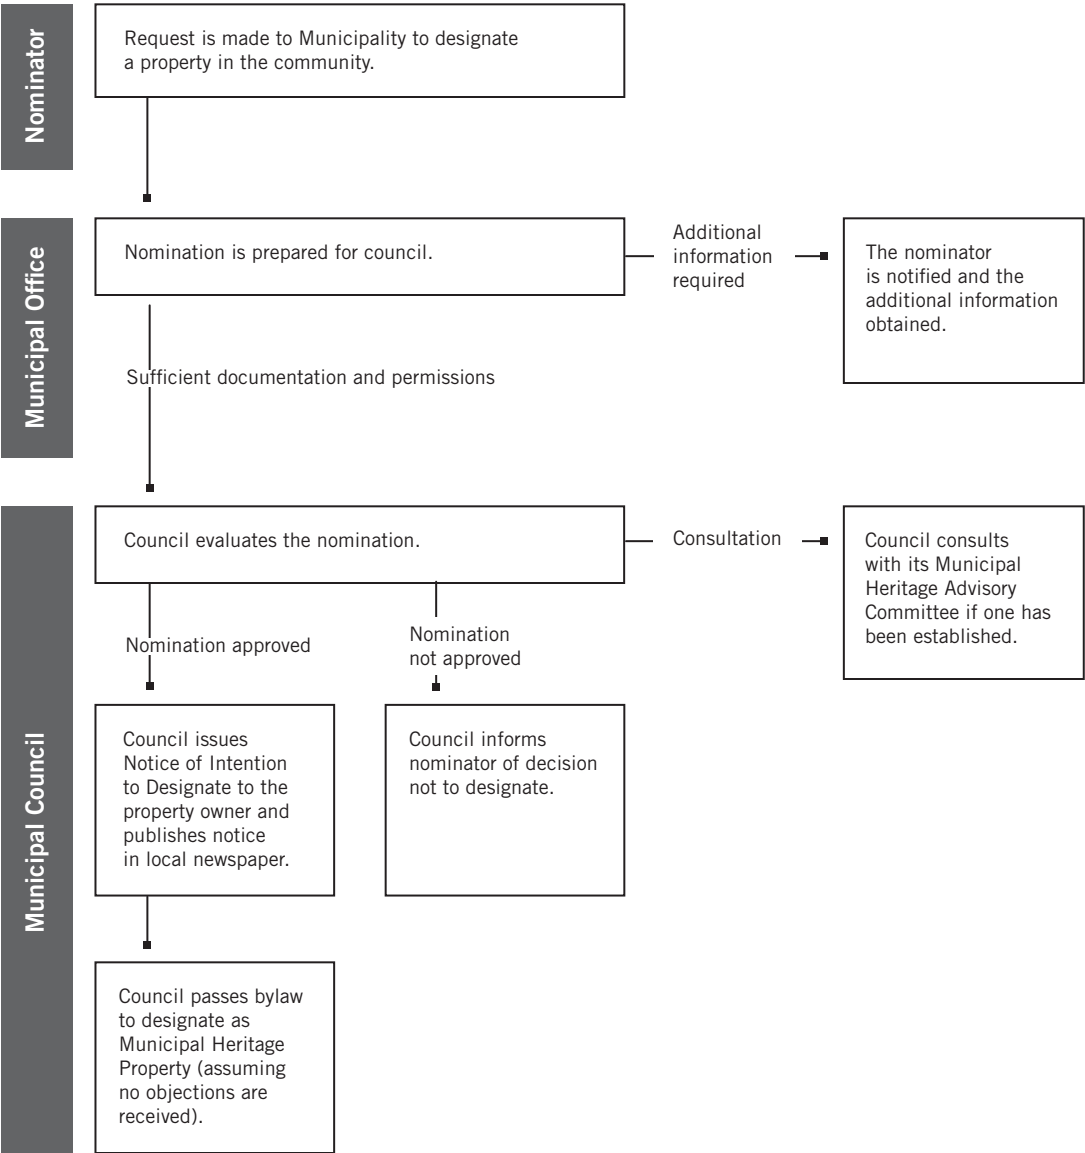 Nominator
Request is made to Municipality to designate
a property in the community.
Municipal Office
Nomination is prepared for council.
Additional
information
required
The nominator
is notified and the
additional information
obtained.
Sufficient documentation and permissions
Municipal Council
Council evaluates the nomination.
Consultation
Council consults
with its Municipal
Heritage Advisory
Committee if one has
been established.
Nomination approved
Nomination
not approved
Council issues
Notice of Intention
to Designate to the
property owner and
publishes notice
in local newspaper.
Council informs
nominator of decision
not to designate.
Council passes bylaw
to designate as
Municipal Heritage
Property (assuming
no objections are
received).